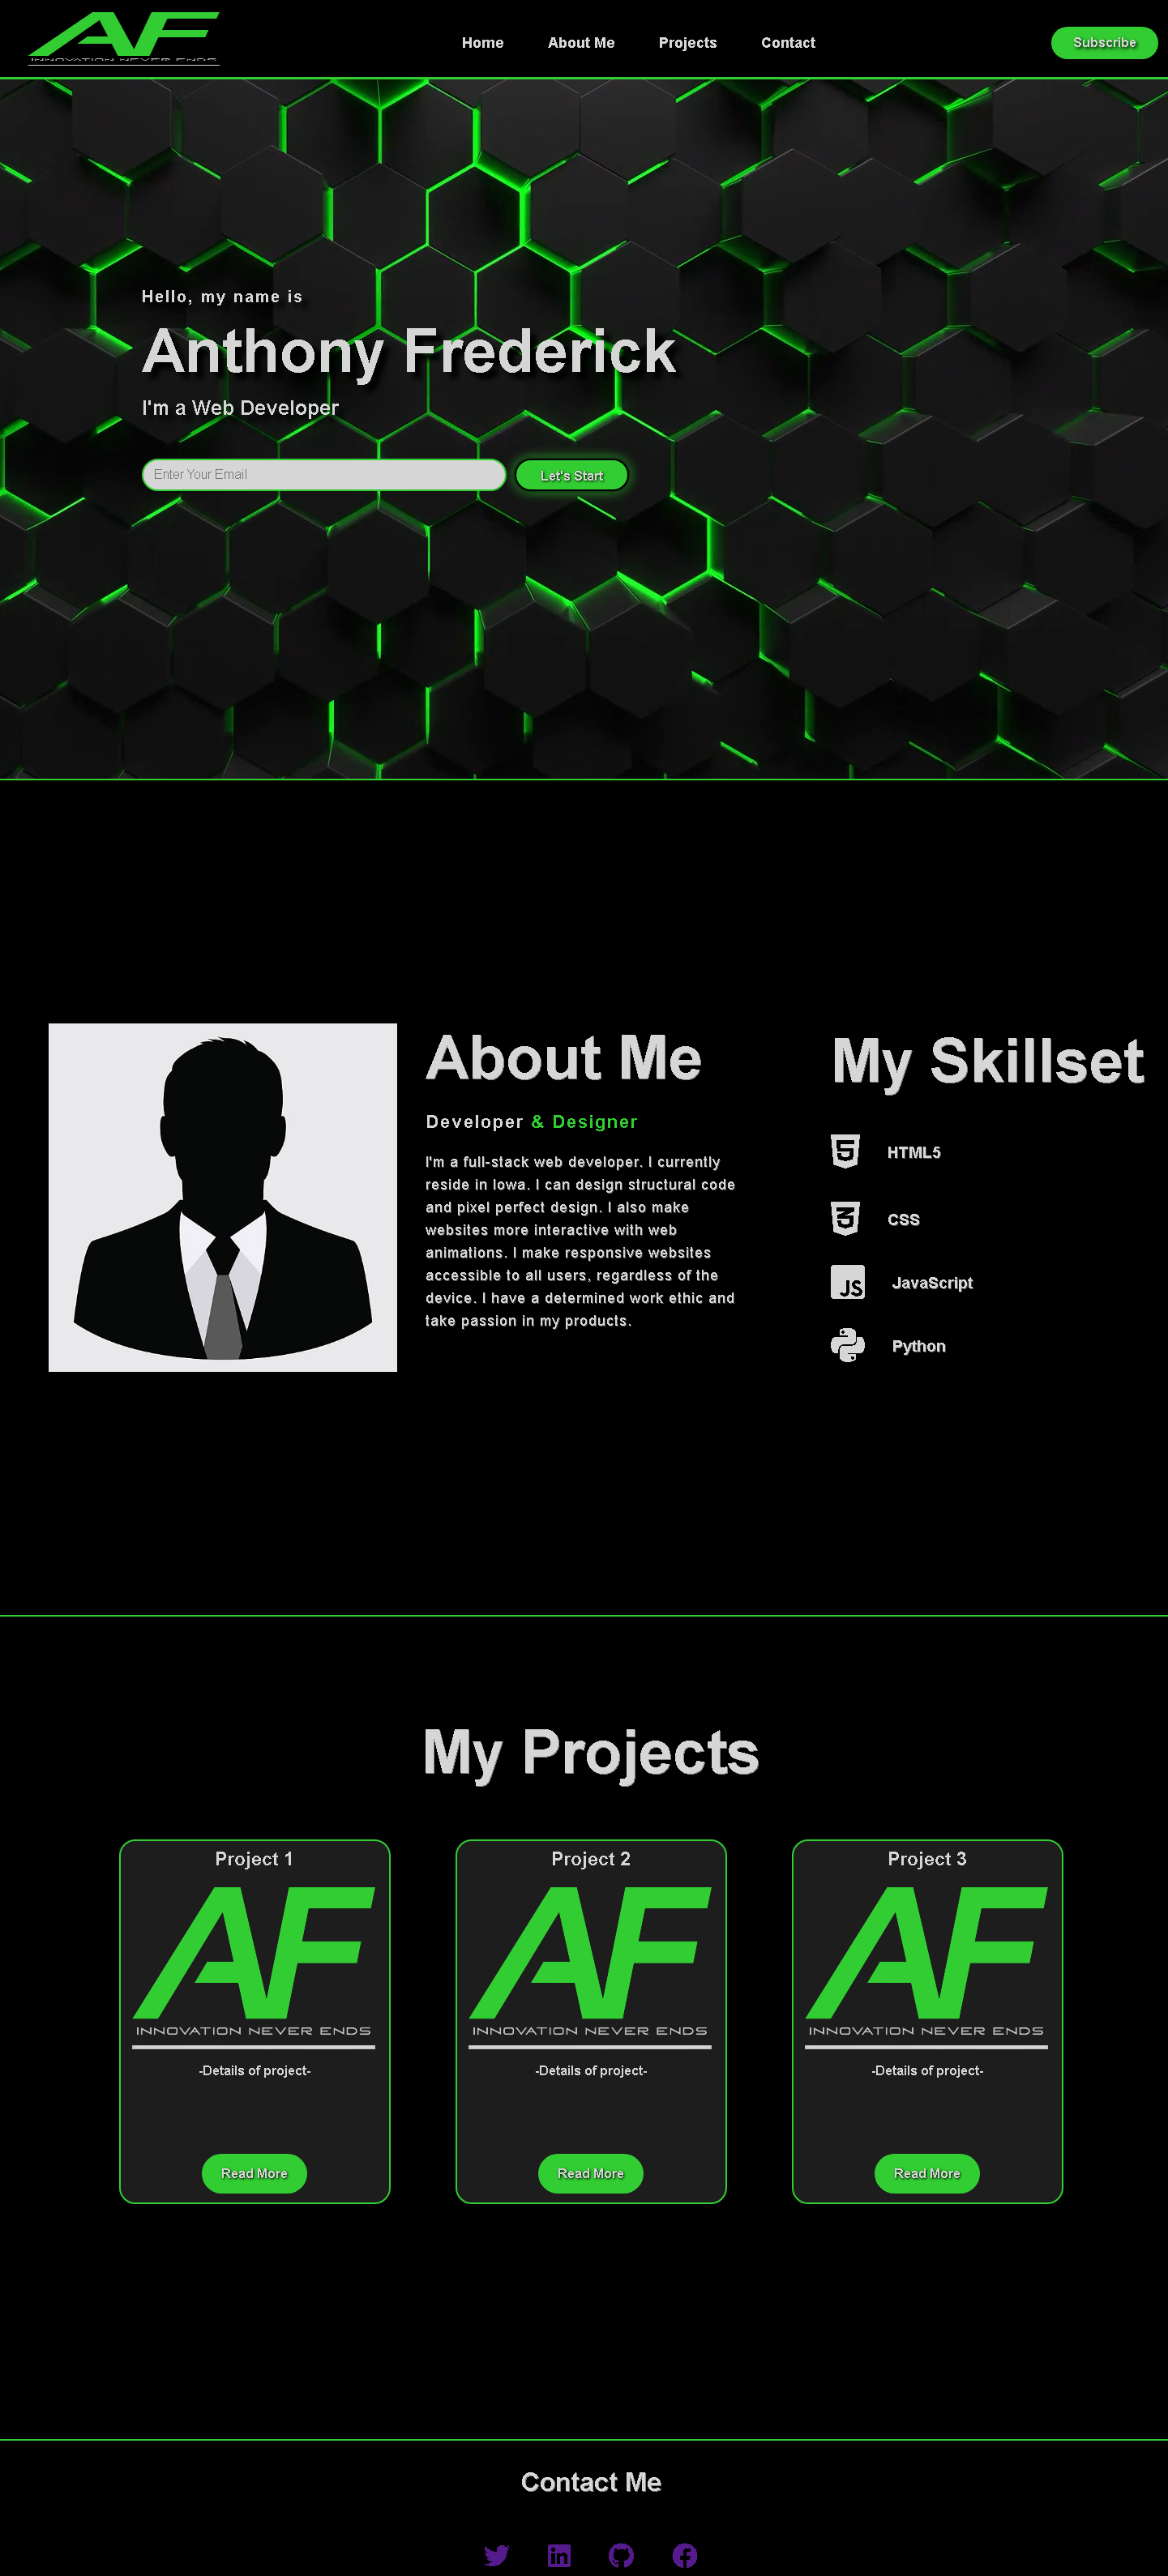 AF
INNOVATION NEVER ENDS
Home
About Me
Projects
Contact
Subscribe
Hello, my name is
Anthony Frederick
I'm a Web Developer
Enter Your Email
Let's Start
About Me
Developer & Designer
I'm a full-stack web developer. I currently
reside in Iowa. I can design structural code
and pixel perfect design. I also make
websites more interactive with web
animations. I make responsive websites
accessible to all users, regardless of the
device. I have a determined work ethic and
take passion in my products.
My Skillset
5
HTML5
3
CSS
JS
JavaScript
Python
My Projects
Project 1
AF
INNOVATION NEVER ENDS
-Details of project-
Read More
Project 2
AF
INNOVATION NEVER ENDS
-Details of project-
Read More
Project 3
AF
INNOVATION NEVER ENDS
-Details of project-
Read More
Contact Me
in